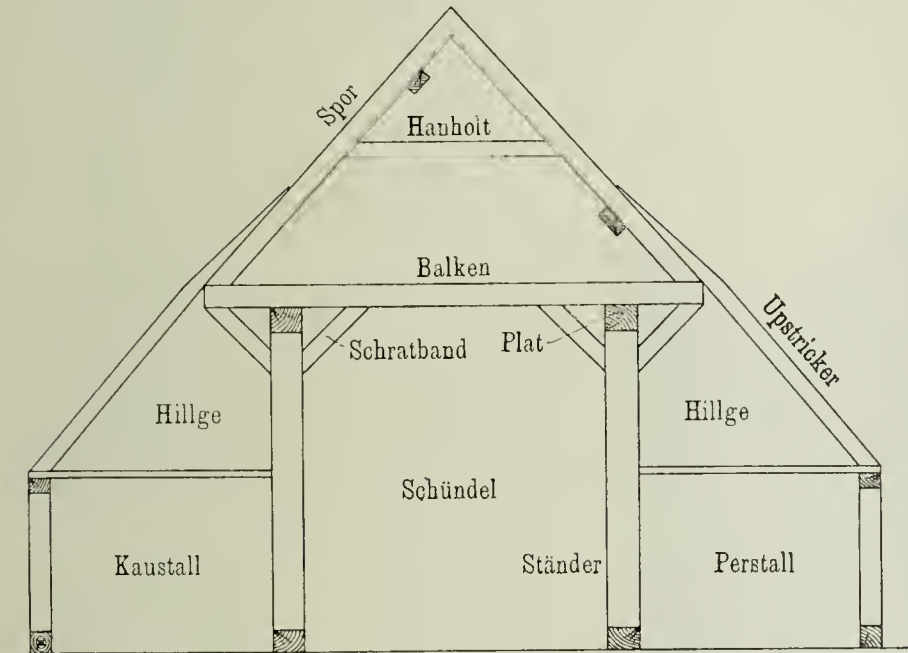 Spor
Hanholt
Balken
Upstricker
Schratband
Plat
Hillge
Hillge
Schündel
Kaustall
Ständer
Perstall